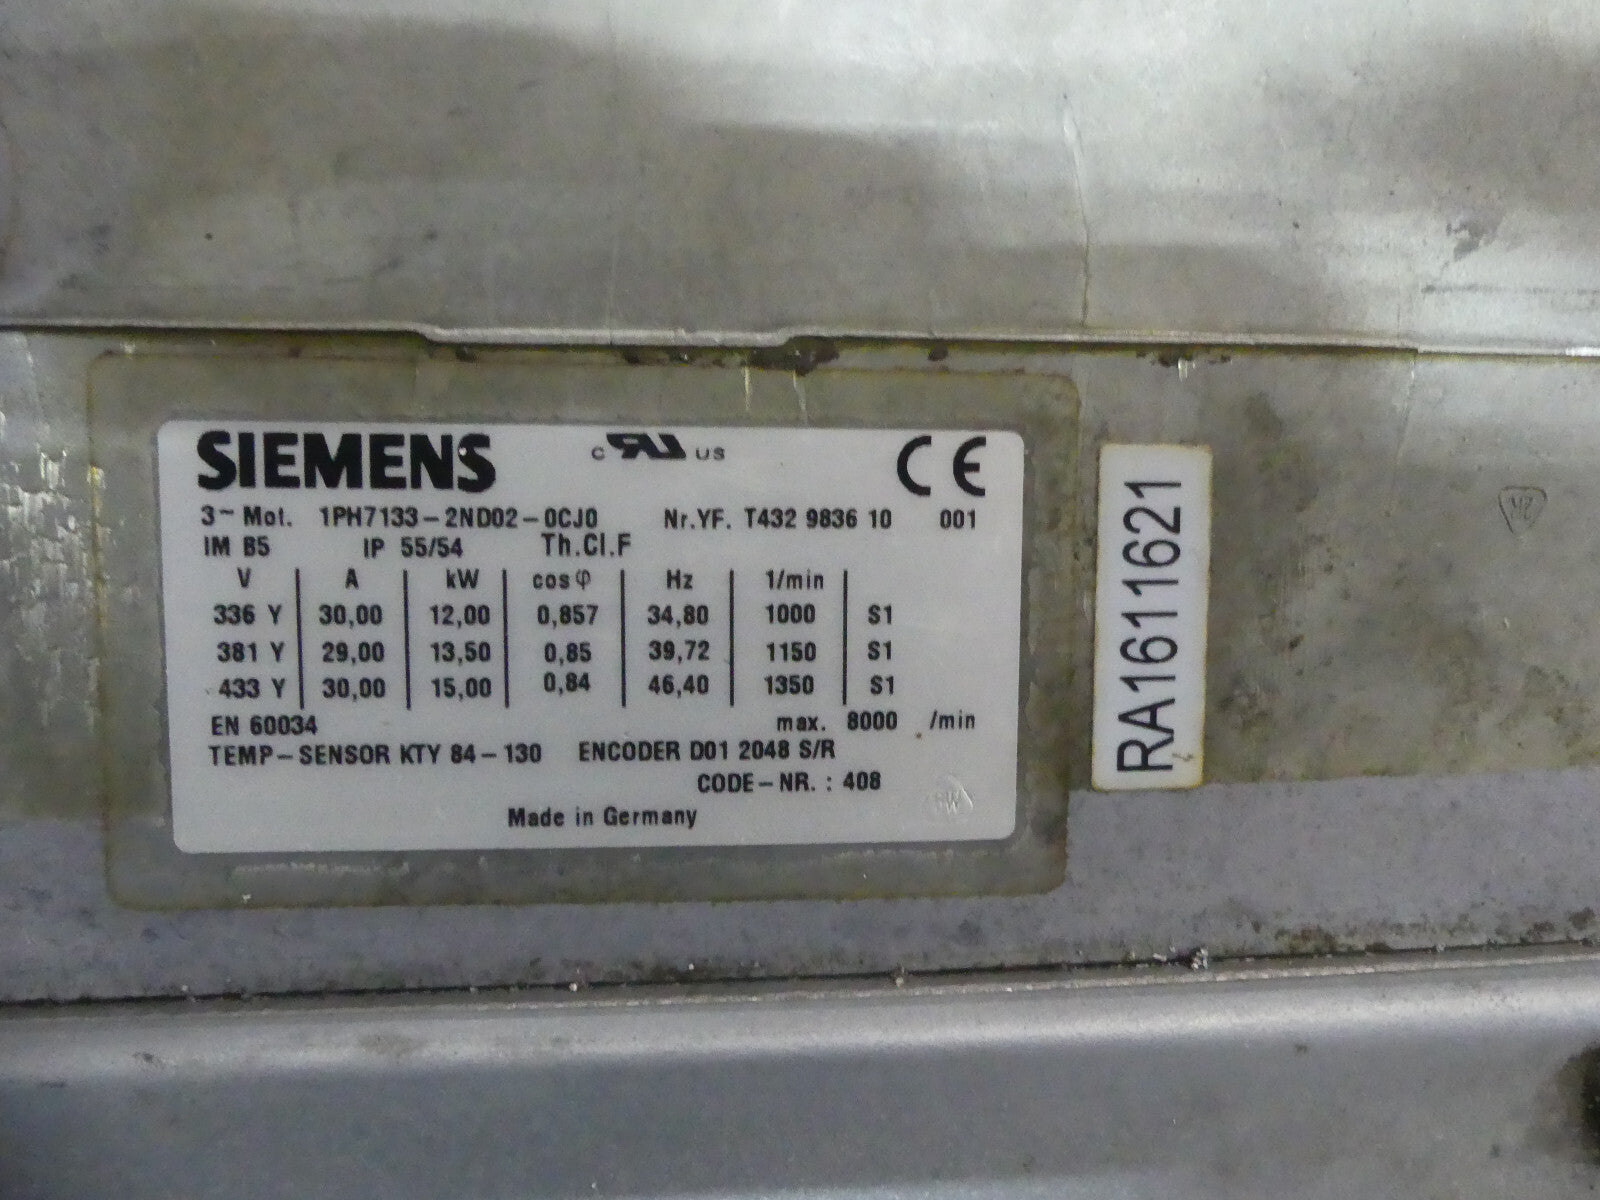 SIEMENS
c RU US
CE
3~ Mot. 1PH7133-2ND02-0CJ0 Nr.YF. T432 9836 10 001
IM B5 IP 55/54 Th.Cl.F
V A kW cosφ Hz 1/min
336 Y 30,00 12,00 0,857 34,80 1000 S1
381 Y 29,00 13,50 0,85 39,72 1150 S1
433 Y 30,00 15,00 0,84 46,40 1350 S1
EN 60034 max. 8000 /min
TEMP-SENSOR KTY 84-130 ENCODER D01 2048 S/R
CODE-NR. : 408
Made in Germany
RA1611621